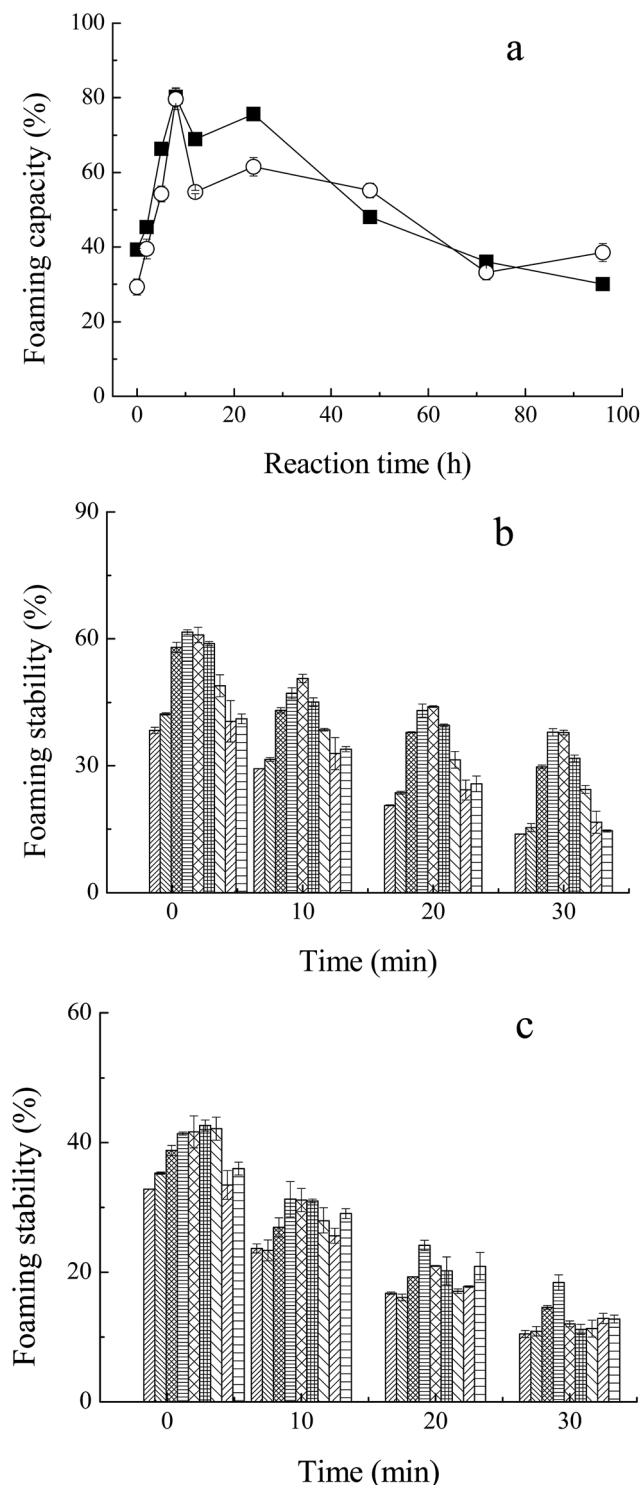 a
Foaming capacity (%)
100
80
60
40
20
0
0 20 40 60 80 100
Reaction time (h)
b
Foaming stability (%)
90
60
30
0
0 10 20 30
Time (min)
c
Foaming stability (%)
60
40
20
0
0 10 20 30
Time (min)